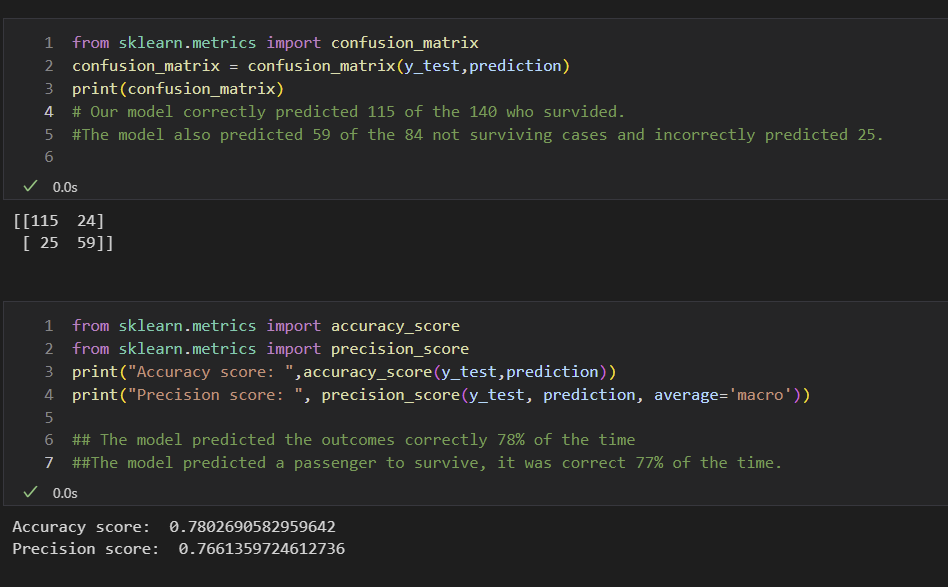 1 from sklearn.metrics import confusion_matrix
2 confusion_matrix = confusion_matrix(y_test,prediction)
3 print(confusion_matrix)
4 # Our model correctly predicted 115 of the 140 who survided.
5 #The model also predicted 59 of the 84 not surviving cases and incorrectly predicted 25.
6
0.0s
[[115  24]
 [ 25  59]]
1 from sklearn.metrics import accuracy_score
2 from sklearn.metrics import precision_score
3 print("Accuracy score: ",accuracy_score(y_test,prediction))
4 print("Precision score: ", precision_score(y_test, prediction, average='macro'))
5
6 ## The model predicted the outcomes correctly 78% of the time
7 ##The model predicted a passenger to survive, it was correct 77% of the time.
0.0s
Accuracy score:  0.7802690582959642
Precision score:  0.7661359724612736